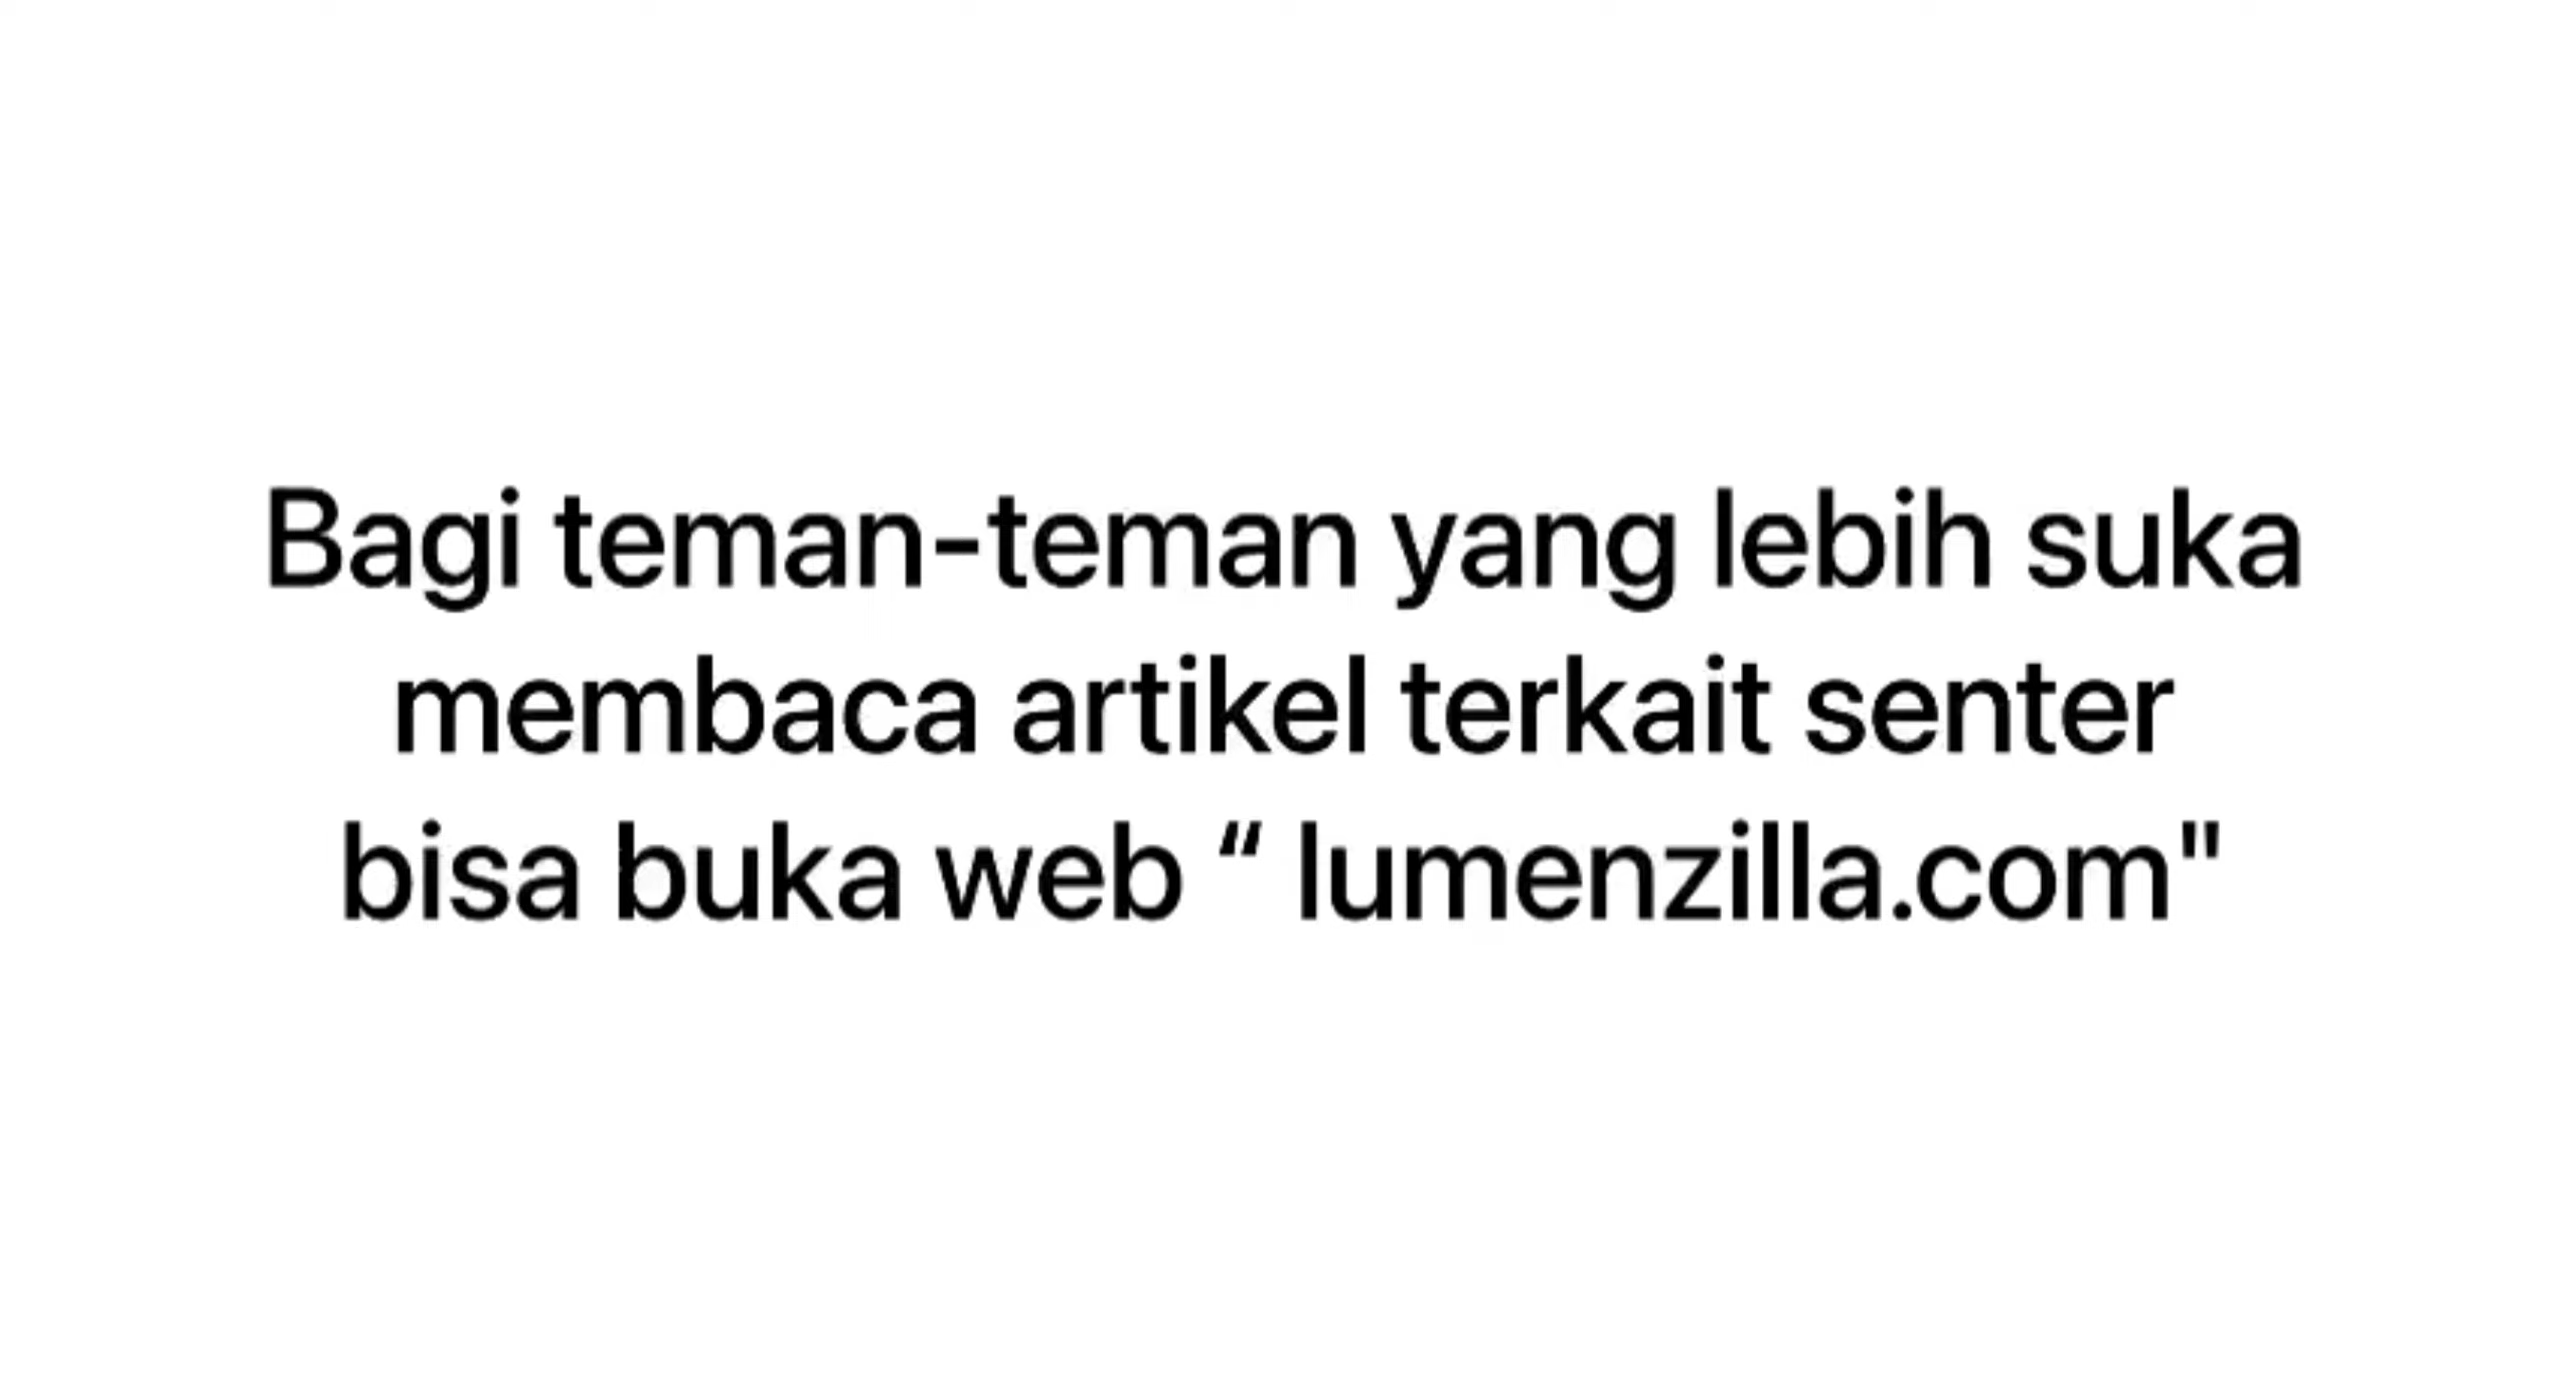 Bagi teman-teman yang lebih suka
membaca artikel terkait senter
bisa buka web “ lumenzilla.com"